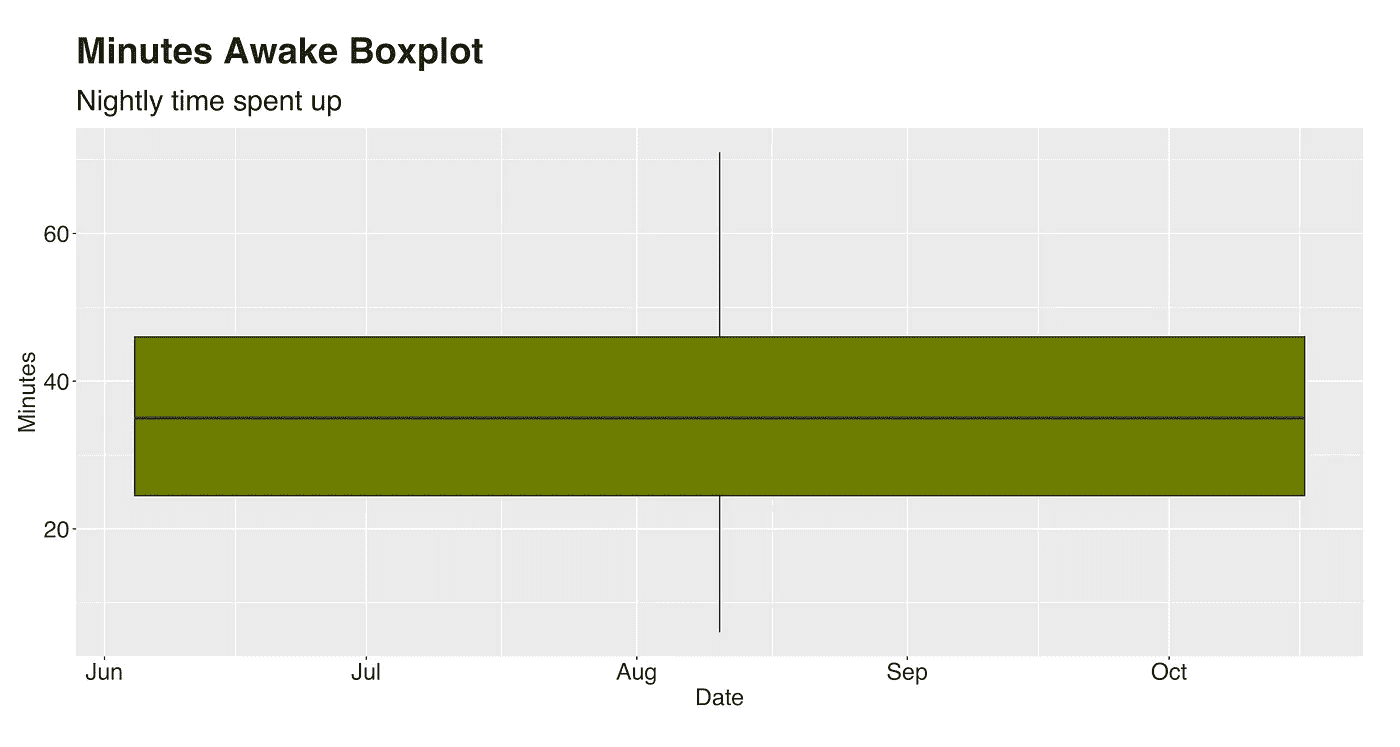 Minutes Awake Boxplot
Nightly time spent up
60
40
20
Minutes
Jun Jul Aug Sep Oct
Date